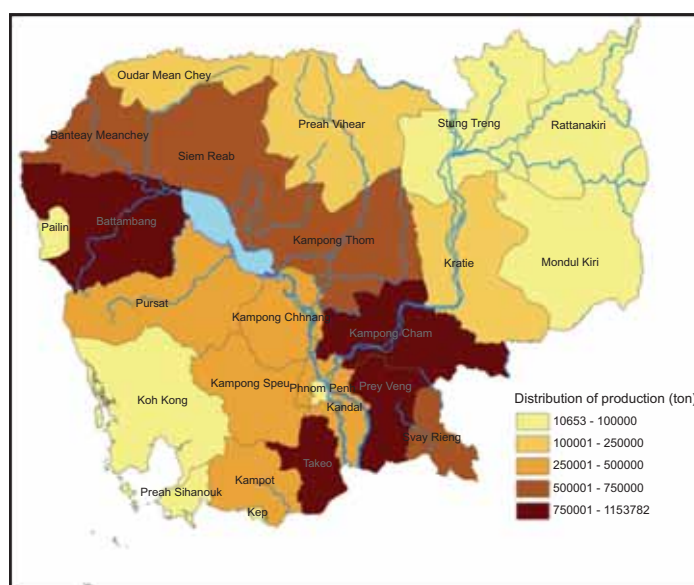 Oudar Mean Chey
Banteay Meanchey
Siem Reab
Preah Vihear
Stung Treng
Rattanakiri
Battambang
Pailin
Kampong Thom
Kratie
Mondul Kiri
Pursat
Kampong Chhnan
Kampong Cham
Koh Kong
Kampong Speu
Phnom Pen
Prey Veng
Kandal
Svay Rieng
Takeo
Preah Sihanouk
Kampot
Kep
Distribution of production (ton)
10653 - 100000
100001 - 250000
250001 - 500000
500001 - 750000
750001 - 1153782